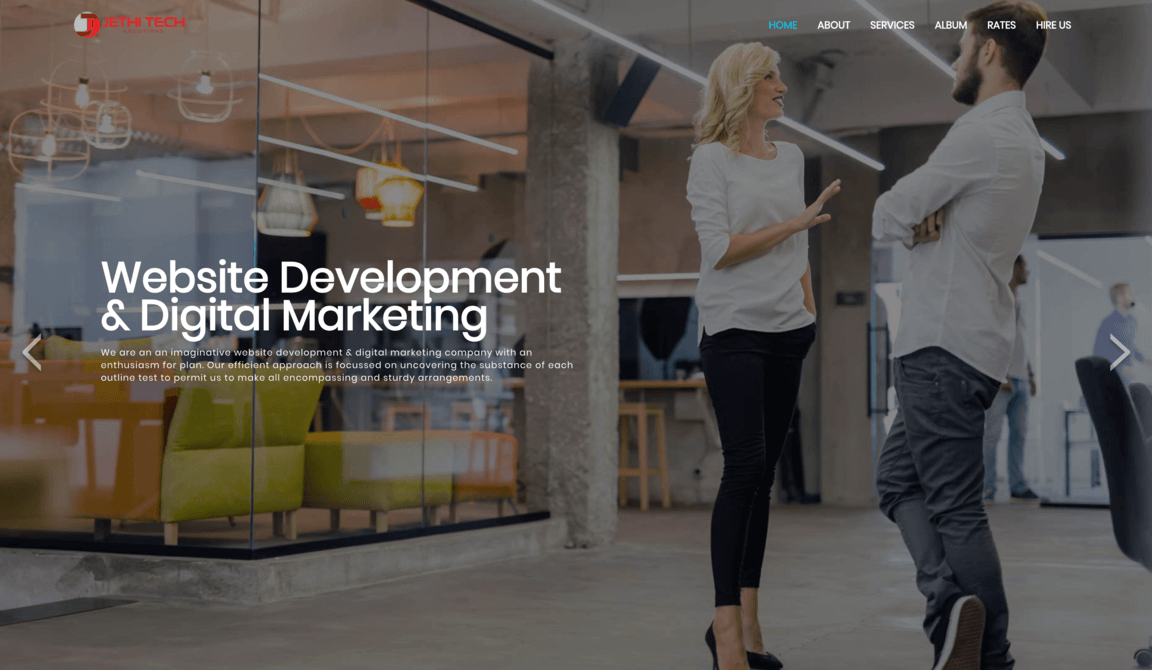 JETHI TECH
SOLUTIONS
HOME
ABOUT
SERVICES
ALBUM
RATES
HIRE US
Website Development
& Digital Marketing
We are an an imaginative website development & digital marketing company with an
enthusiasm for plan. Our efficient approach is focussed on uncovering the substance of each
outline test to permit us to make all encompassing and sturdy arrangements.